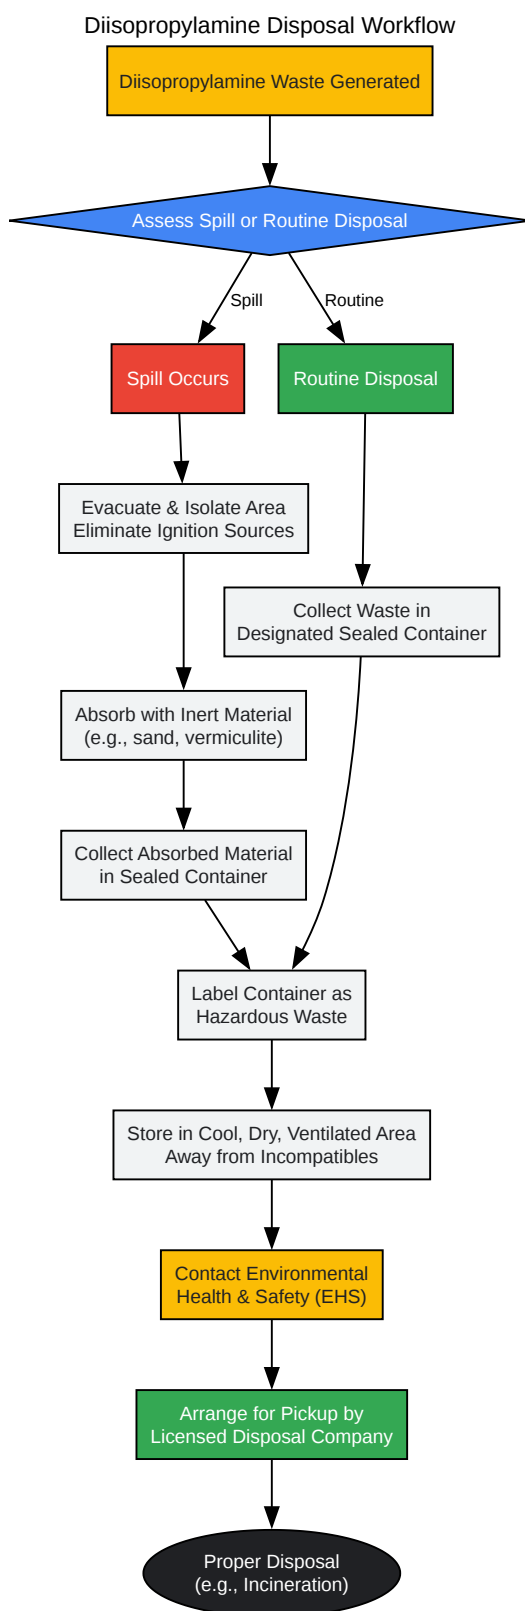 Diisopropylamine Disposal Workflow
Diisopropylamine Waste Generated
Assess Spill or Routine Disposal
Spill
Routine
Spill Occurs
Routine Disposal
Evacuate & Isolate Area
Eliminate Ignition Sources
Collect Waste in
Designated Sealed Container
Absorb with Inert Material
(e.g., sand, vermiculite)
Collect Absorbed Material
in Sealed Container
Label Container as
Hazardous Waste
Store in Cool, Dry, Ventilated Area
Away from Incompatibles
Contact Environmental
Health & Safety (EHS)
Arrange for Pickup by
Licensed Disposal Company
Proper Disposal
(e.g., Incineration)